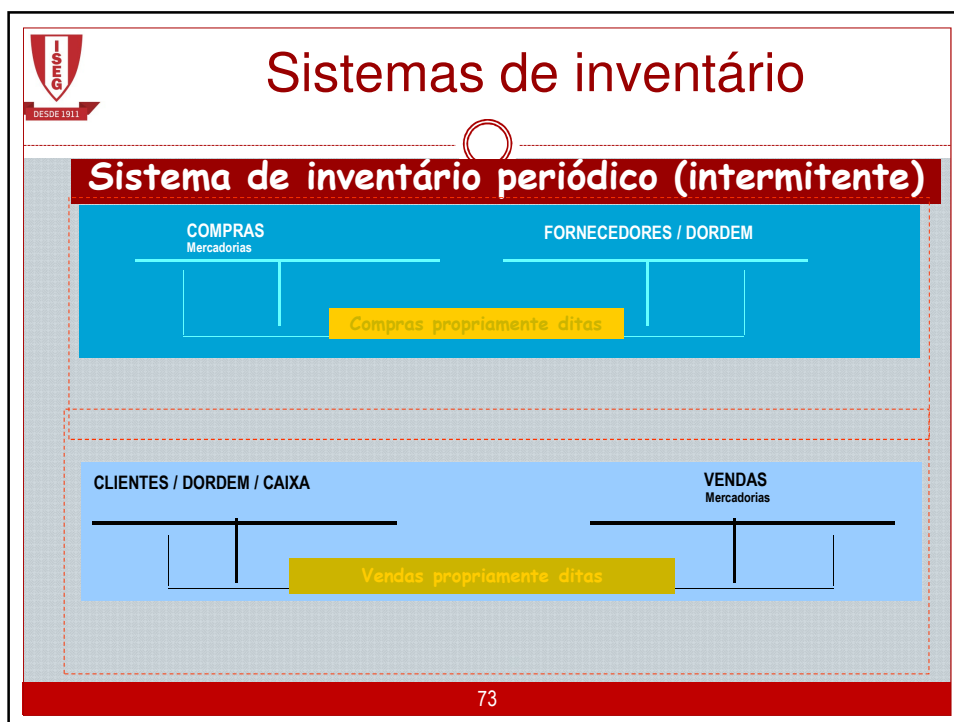 ISEG
DESDE 1911
Sistemas de inventário
Sistema de inventário periódico (intermitente)
COMPRAS
Mercadorias
FORNECEDORES / DORDEM
Compras propriamente ditas
CLIENTES / DORDEM / CAIXA
VENDAS
Mercadorias
Vendas propriamente ditas
73